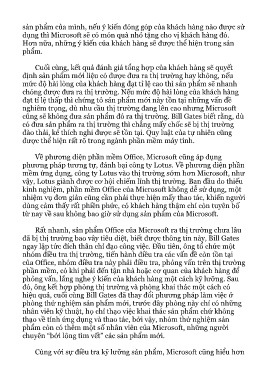 sản phẩm của mình, nếu ý kiến đóng góp của khách hàng nào được sử
dụng thì Microsoft sẽ có món quà nhỏ tặng cho vị khách hàng đó.
Hơn nữa, những ý kiến của khách hàng sẽ được thể hiện trong sản
phẩm.
Cuối cùng, kết quả đánh giá tổng hợp của khách hàng sẽ quyết
định sản phẩm mới liệu có được đưa ra thị trường hay không, nếu
mức độ hài lòng của khách hàng đạt tỉ lệ cao thì sản phẩm sẽ nhanh
chóng được đưa ra thị trường. Nếu mức độ hài lòng của khách hàng
đạt tỉ lệ thấp thì chứng tỏ sản phẩm mới này tồn tại những vấn đề
nghiêm trọng, dù nhu cầu thị trường đang lên cao nhưng Microsoft
cũng sẽ không đưa sản phẩm đó ra thị trường. Bill Gates biết rằng, dù
có đưa sản phẩm ra thị trường thì chẳng mấy chốc sẽ bị thị trường
đào thải, kẻ thích nghi được sẽ tồn tại. Quy luật của tự nhiên cũng
được thể hiện rất rõ trong ngành phần mềm máy tính.
Về phương diện phần mềm Office, Microsoft cũng áp dụng
phương pháp tương tự, đánh bại công ty Lotus. Về phương diện phần
mềm ứng dụng, công ty Lotus vào thị trường sớm hơn Microsoft, như
vậy, Lotus giành được cơ hội chiếm lĩnh thị trường. Ban đầu do thiếu
kinh nghiệm, phần mềm Office của Microsoft không dễ sử dụng, một
nhiệm vụ đơn giản cũng cần phải thực hiện mấy thao tác, khiến người
dùng cảm thấy rất phiền phức, có khách hàng thậm chí còn tuyên bố
từ nay về sau không bao giờ sử dụng sản phẩm của Microsoft.
Rất nhanh, sản phẩm Office của Microsoft ra thị trường chưa lâu
đã bị thị trường bao vây tiêu diệt, biết được thông tin này, Bill Gates
ngay lập tức đích thân chỉ đạo công việc. Đầu tiên, ông tổ chức một
nhóm điều tra thị trường, tiến hành điều tra các vấn đề còn tồn tại
của Office, nhóm điều tra này phải điều tra, phỏng vấn trên thị trường
phần mềm, có khi phải đến tận nhà hoặc cơ quan của khách hàng để
phỏng vấn, lắng nghe ý kiến của khách hàng một cách kỹ lưỡng. Sau
đó, ông kết hợp phòng thị trường và phòng khai thác một cách có
hiệu quả, cuối cùng Bill Gates đã thay đổi phương pháp làm việc ở
phòng thử nghiệm sản phẩm mới, trước đây phòng này chỉ có những
nhân viên kỹ thuật, họ chỉ thạo việc khai thác sản phẩm chứ không
thạo về tính ứng dụng và thao tác, bởi vậy, nhóm thử nghiệm sản
phẩm còn có thêm một số nhân viên của Microsoft, những người
chuyên “bới lông tìm vết” các sản phẩm mới.
Cùng với sự điều tra kỹ lưỡng sản phẩm, Microsoft cũng hiểu hơn